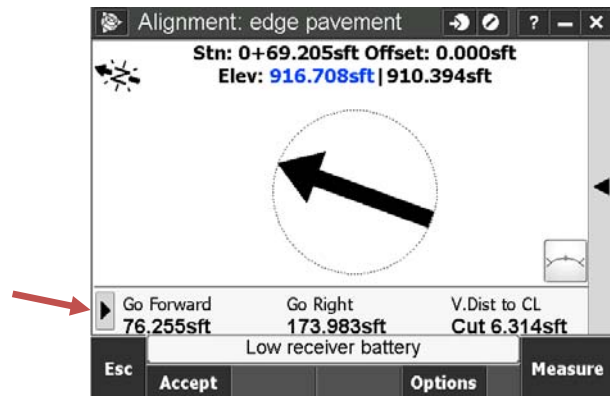 Alignment: edge pavement
? – ×
Stn: 0+69.205sft Offset: 0.000sft
Elev: 916.708sft|910.394sft
Go Forward Go Right V.Dist to CL
76.255sft 173.983sft Cut 6.314sft
Low receiver battery
Esc Accept Options Measure